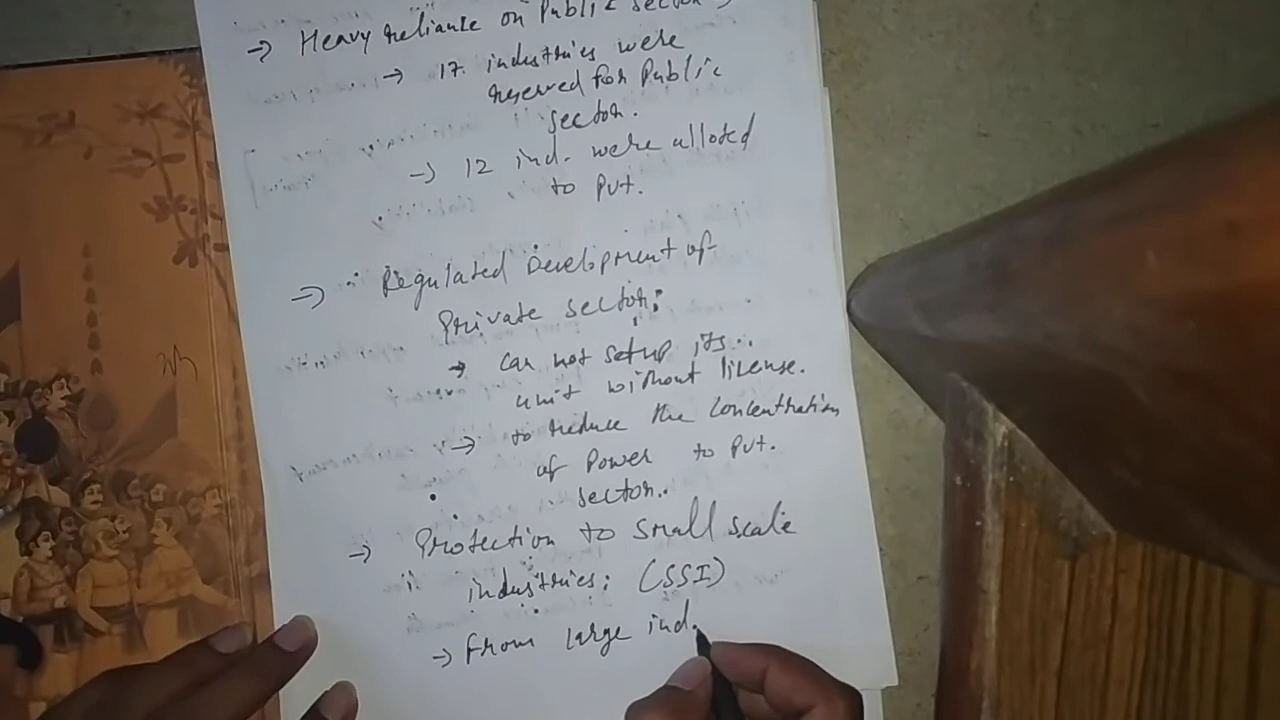 → Heavy reliance on Public sector →
→ 17. industries were
reserved for Public
sector.
→ 12 ind. were alloted
to Pvt.
→ Regulated Development of
Private sector:
→ can not setup its
unit without license.
→ to reduce the concentration
of Power to Pvt.
sector..
→ Protection to small scale
industries: (SSI)
→ From large ind.